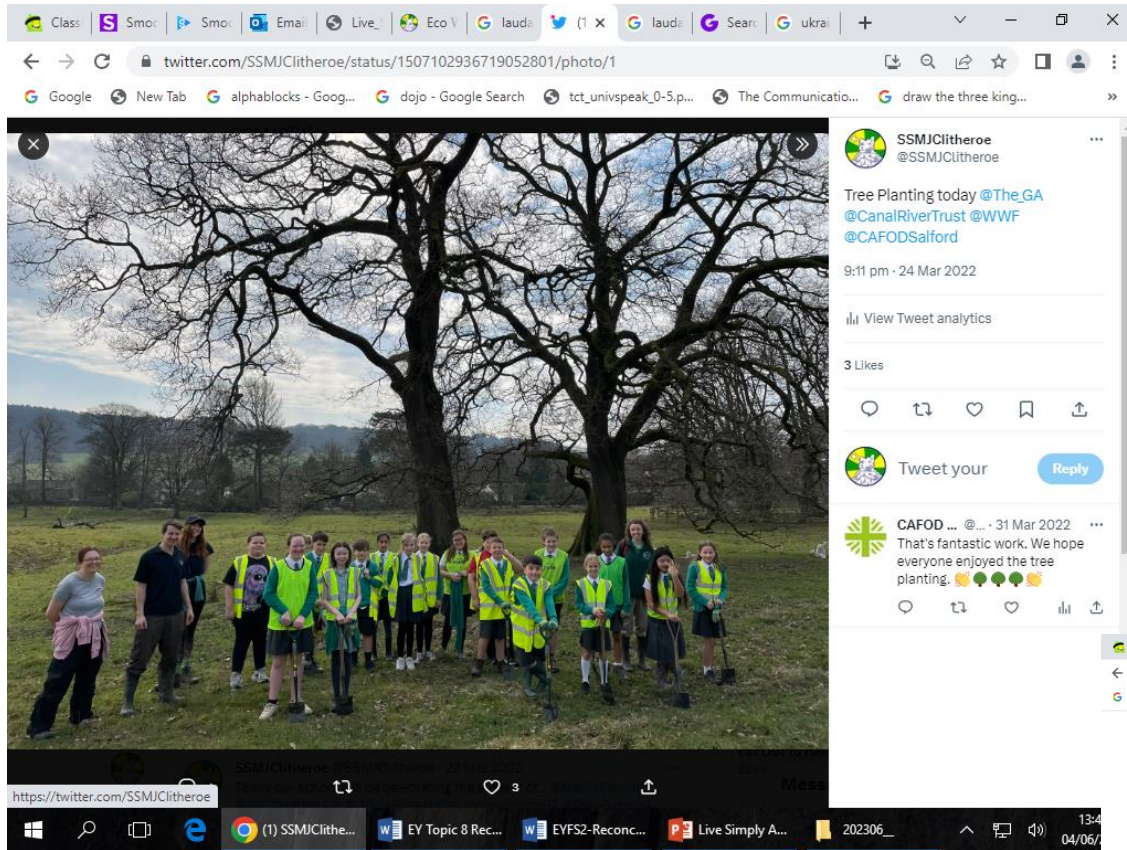 Class
Smoc
Smoc
Email
Live_
Eco V
lauda
(1
lauda
Searc
ukrai
twitter.com/SSMJClitheroe/status/1507102936719052801/photo/1
Google
New Tab
alphablocks - Goog...
dojo - Google Search
tct_univspeak_0-5.p...
The Communicatio...
draw the three king...
SSMJClitheroe
@SSMJClitheroe
Tree Planting today @The_GA
@CanalRiverTrust @WWF
@CAFODSalford
9:11 pm · 24 Mar 2022
View Tweet analytics
3 Likes
Tweet your
Reply
CAFOD ... @... · 31 Mar 2022
That's fantastic work. We hope
everyone enjoyed the tree
planting.
3
https://twitter.com/SSMJClitheroe
(1) SSMJClithe...
EY Topic 8 Rec...
EYFS2-Reconc...
Live Simply A...
202306_
13:4
04/06/